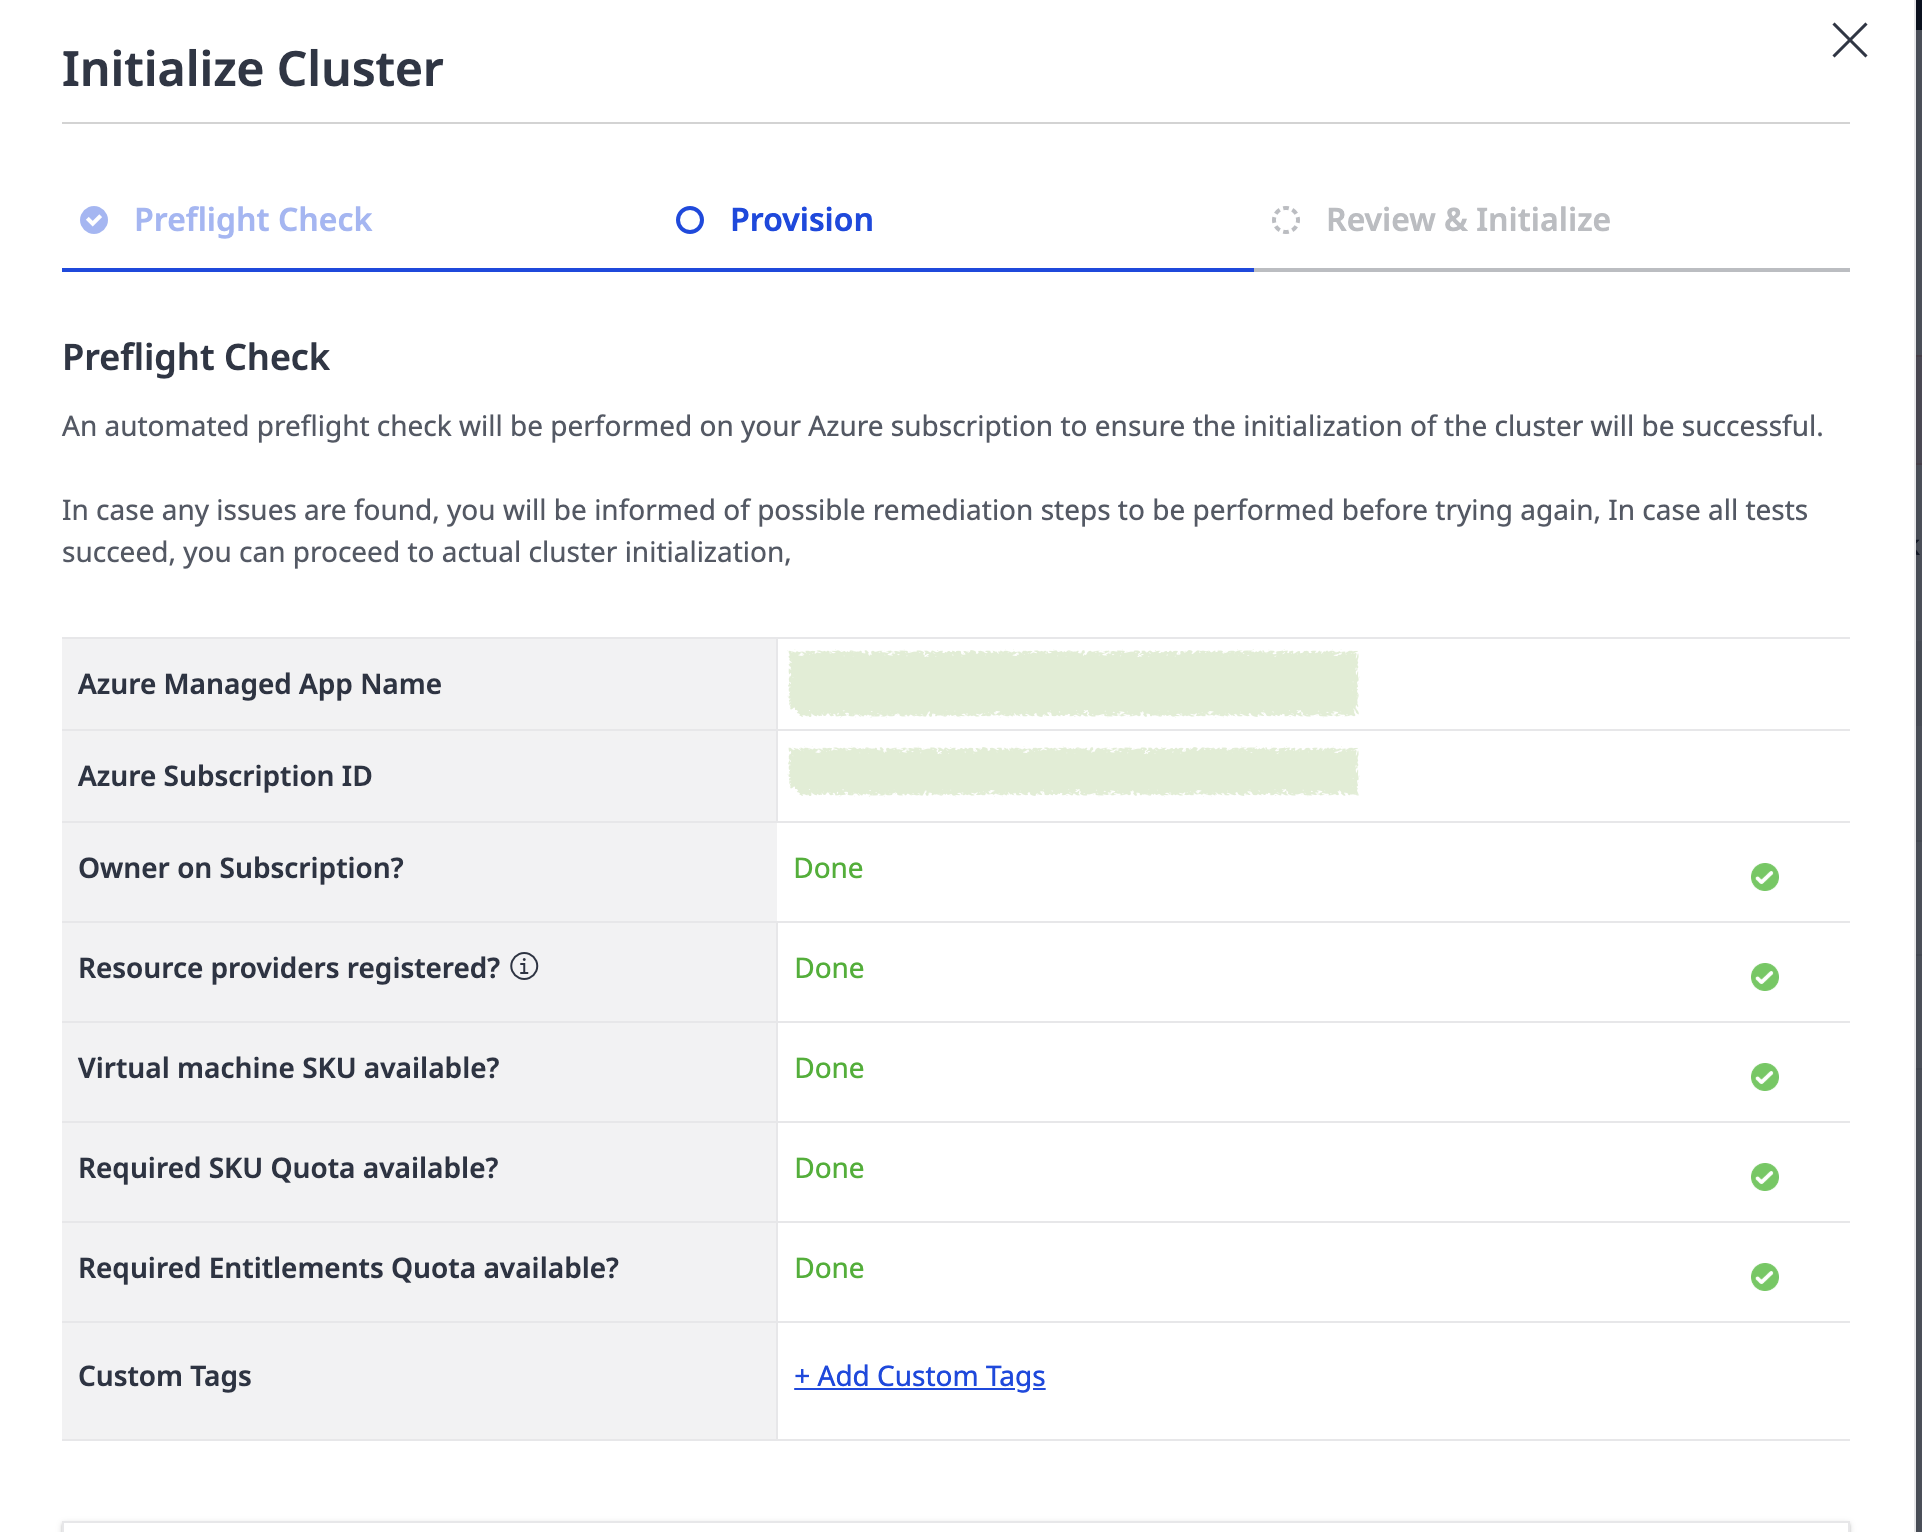 Initialize Cluster
Preflight Check
Provision
Review & Initialize
Preflight Check
An automated preflight check will be performed on your Azure subscription to ensure the initialization of the cluster will be successful.
In case any issues are found, you will be informed of possible remediation steps to be performed before trying again, In case all tests
succeed, you can proceed to actual cluster initialization,
Azure Managed App Name
Azure Subscription ID
Owner on Subscription? Done
Resource providers registered? Done
Virtual machine SKU available? Done
Required SKU Quota available? Done
Required Entitlements Quota available? Done
Custom Tags + Add Custom Tags